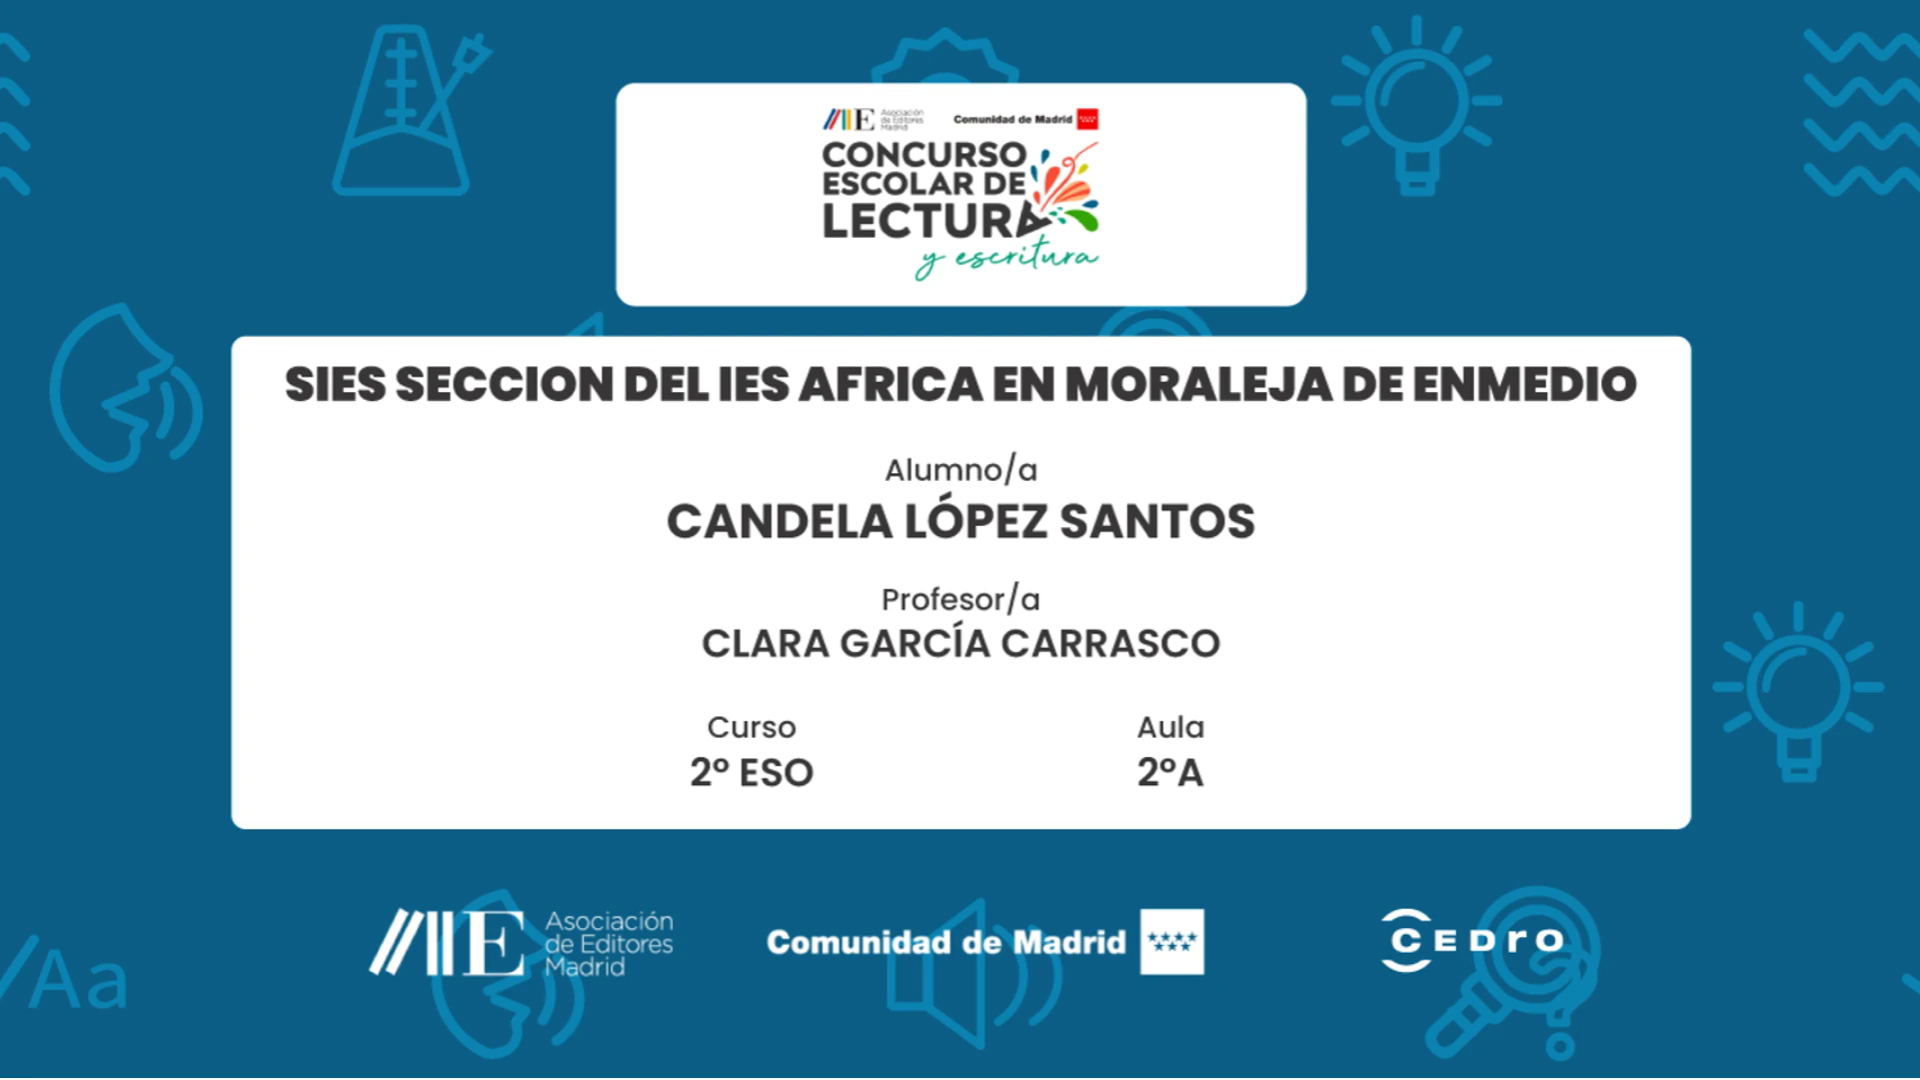 Asociación
de Editores
Madrid
Comunidad de Madrid
CONCURSO
ESCOLAR DE
LECTURA
y escritura
SIES SECCION DEL IES AFRICA EN MORALEJA DE ENMEDIO
Alumno/a
CANDELA LÓPEZ SANTOS
Profesor/a
CLARA GARCÍA CARRASCO
Curso
2º ESO
Aula
2ºA
Asociación
de Editores
Madrid
Comunidad de Madrid
CEDrO
Aa